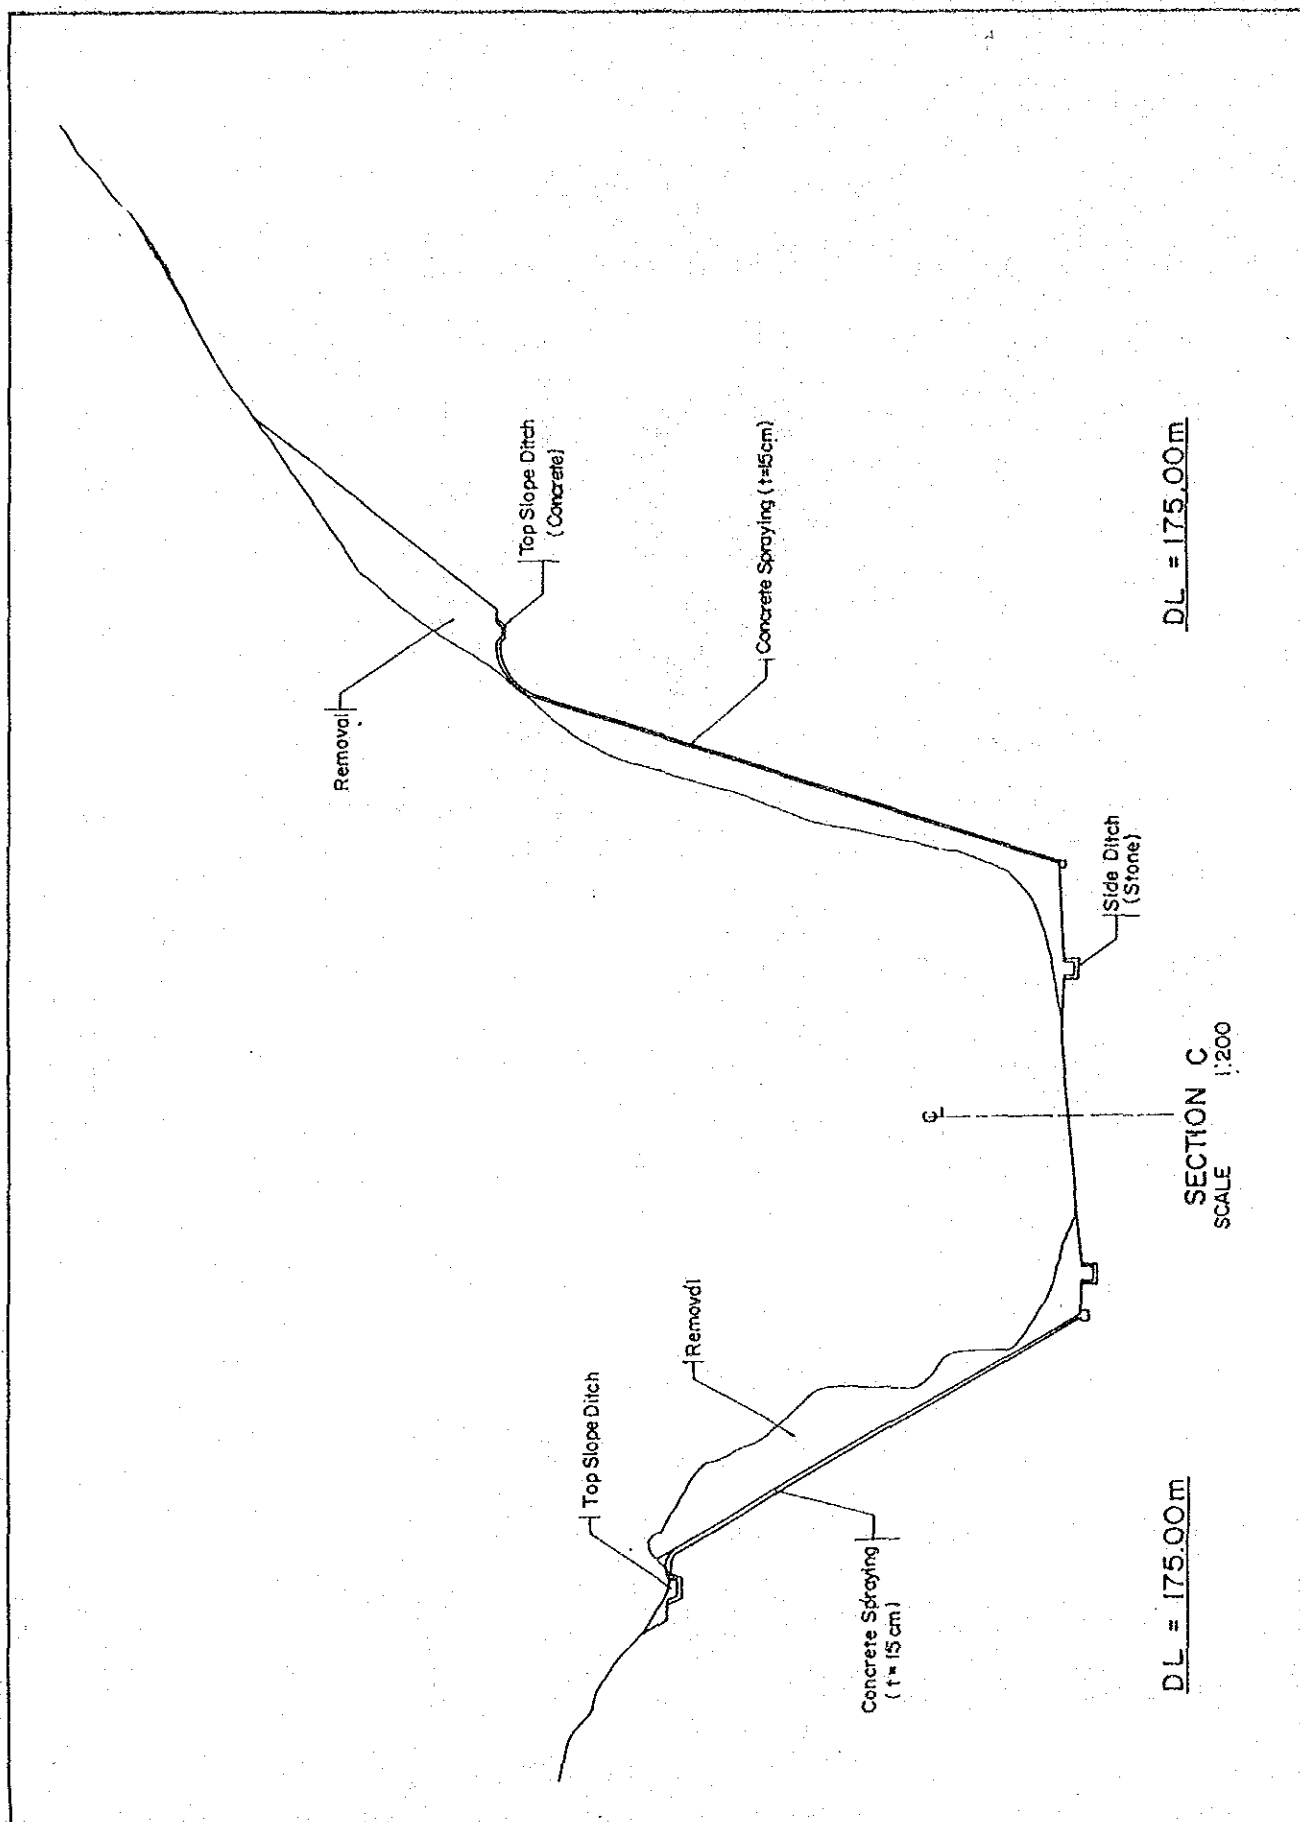 Removal
Top Slope Ditch
(Concrete)
Concrete Spraying (t=15cm)
Top Slope Ditch
Removal
Side Ditch
(Stone)
Concrete Spraying
(t=15cm)
℄
DL = 175.00m
DL = 175.00m
SECTION C
SCALE 1:200